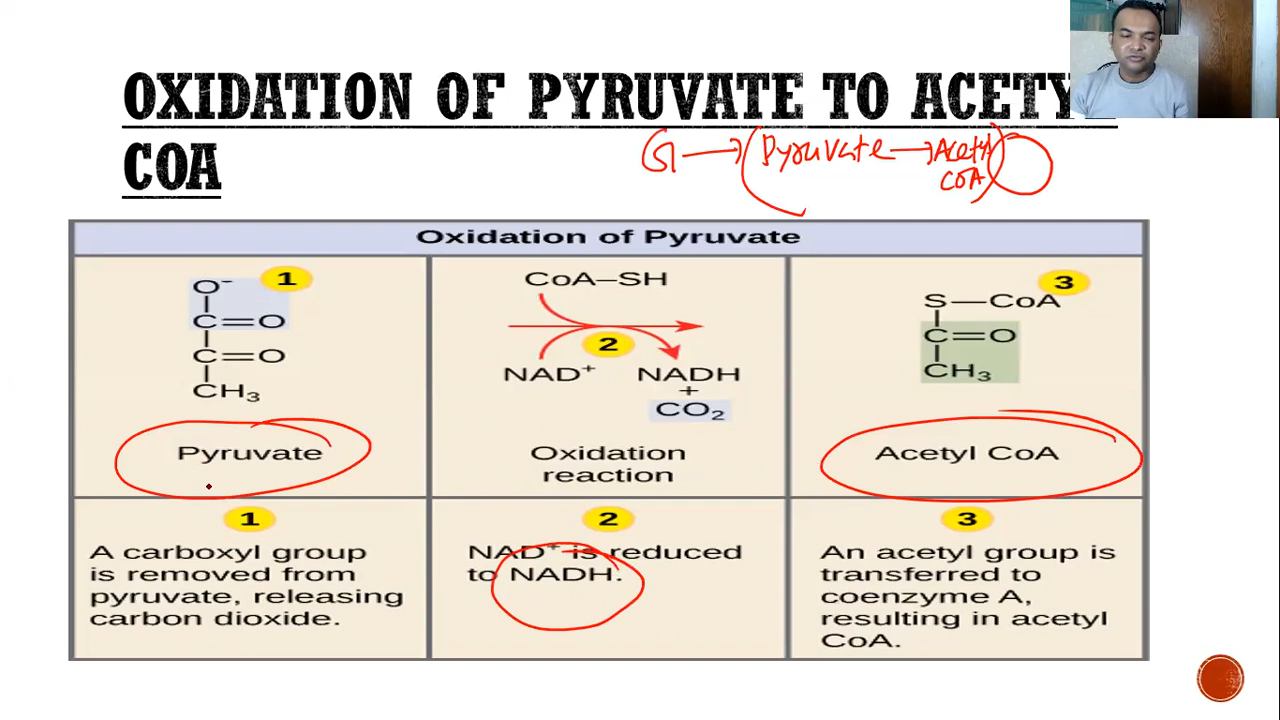 OXIDATION OF PYRUVATE TO ACETY
COA
G → Pyruvate → Acetyl
CoA
Oxidation of Pyruvate
1
O⁻
C=O
C=O
CH₃
Pyruvate
CoA–SH
2
NAD⁺ NADH
+
CO₂
Oxidation
reaction
3
S—CoA
C=O
CH₃
Acetyl CoA
1
A carboxyl group
is removed from
pyruvate, releasing
carbon dioxide.
2
NAD⁺ is reduced
to NADH.
3
An acetyl group is
transferred to
coenzyme A,
resulting in acetyl
CoA.